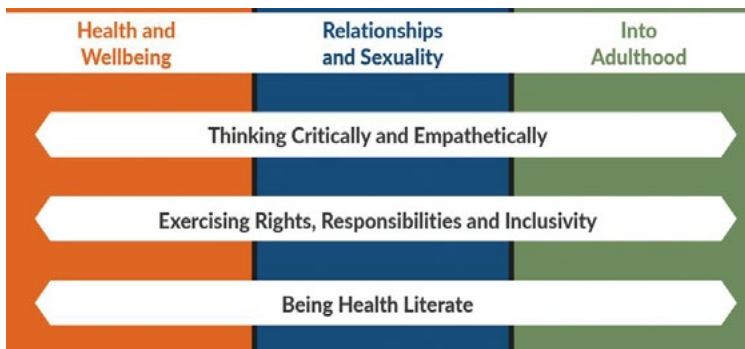 Health and
Wellbeing
Relationships
and Sexuality
Into
Adulthood
Thinking Critically and Empathetically
Exercising Rights, Responsibilities and Inclusivity
Being Health Literate